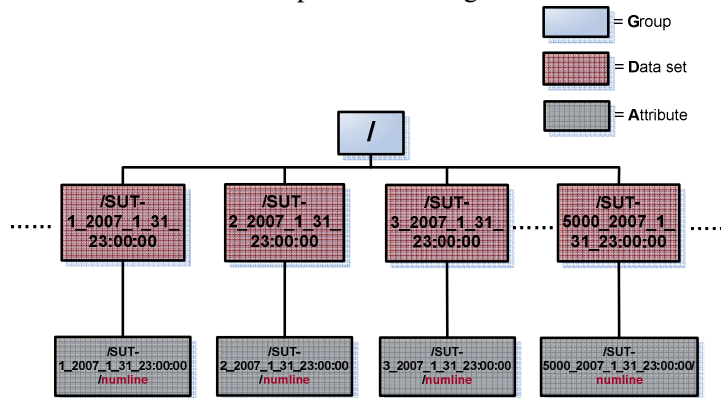 = Group
= Data set
= Attribute
/
/SUT-
1_2007_1_31_
23:00:00
/SUT-
2_2007_1_31_
23:00:00
/SUT-
3_2007_1_31_
23:00:00
/SUT-
5000_2007_1_
31_23:00:00
/SUT-
1_2007_1_31_23:00:00
/numline
/SUT-
2_2007_1_31_23:00:00
/numline
/SUT-
3_2007_1_31_23:00:00
/numline
/SUT-
5000_2007_1_31_23:00:00/
numline